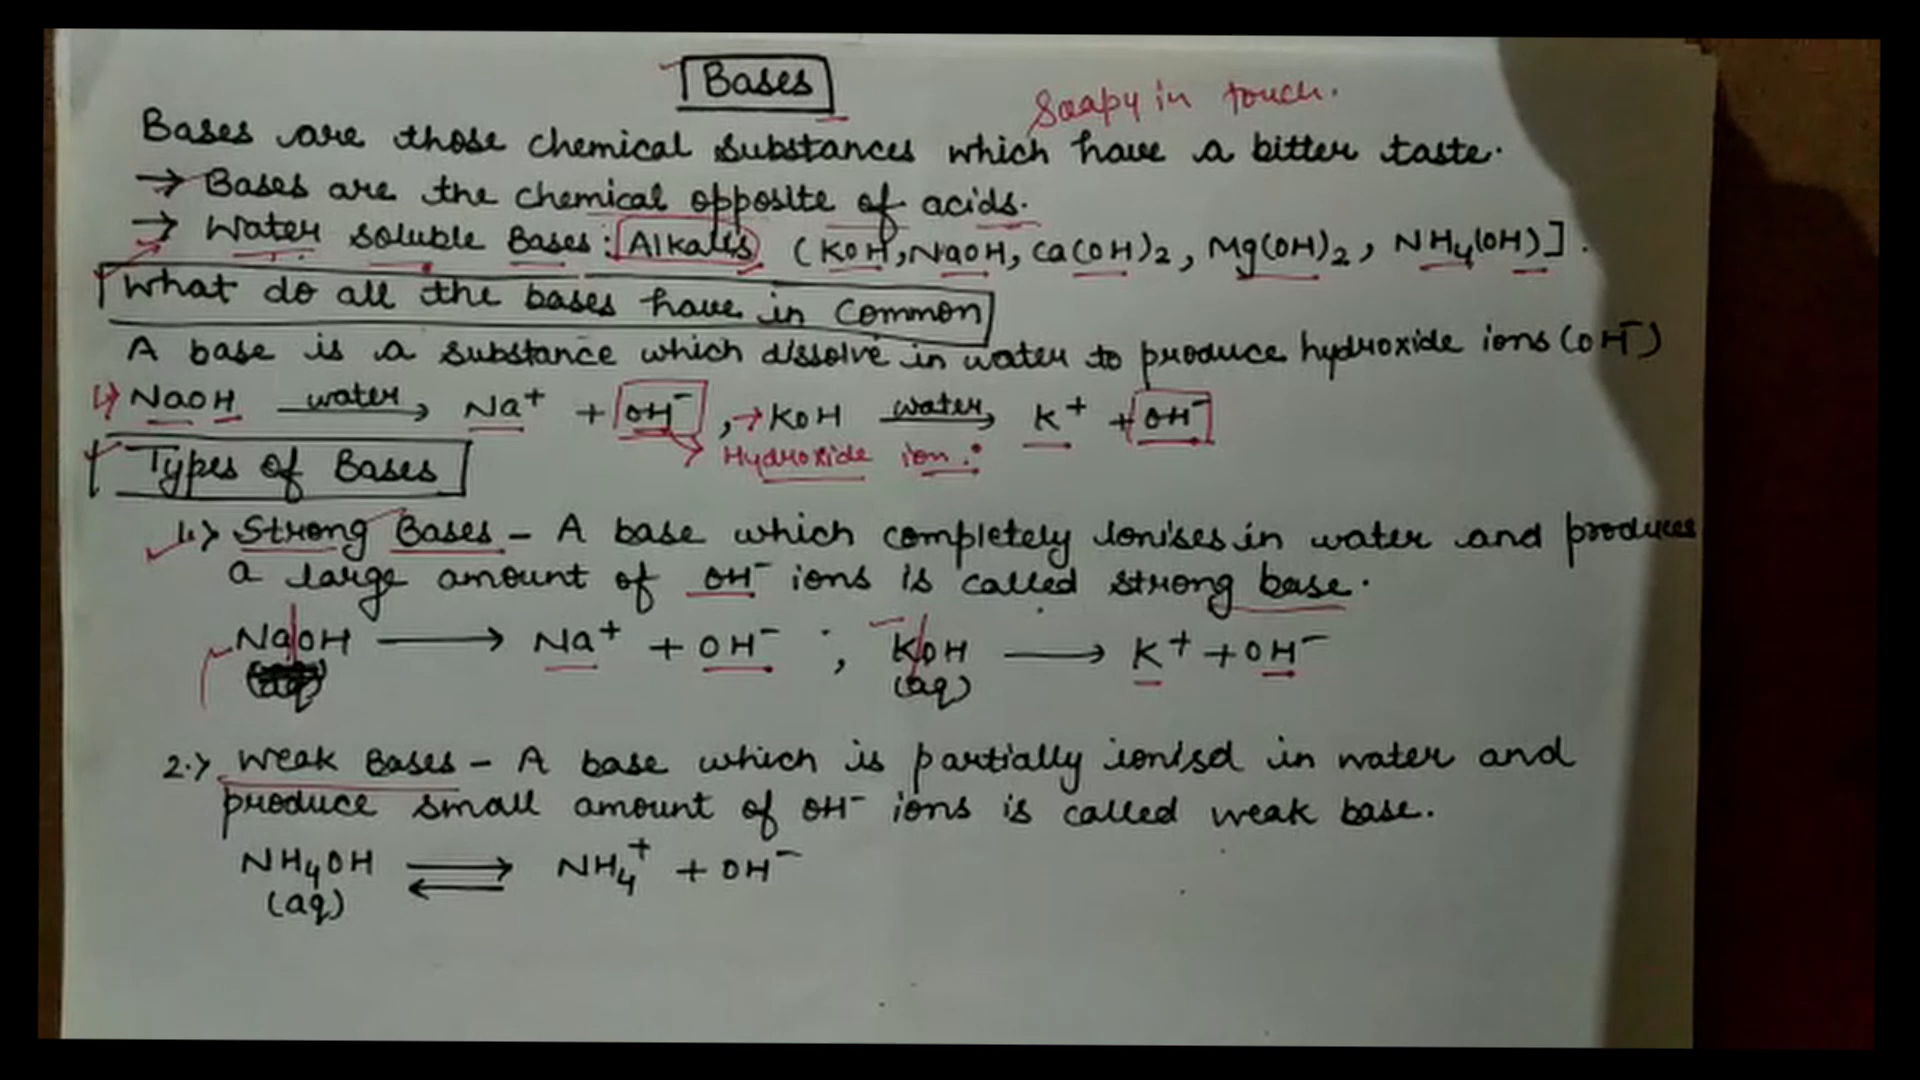 Bases
Soapy in touch.
Bases are those chemical substances which have a bitter taste.
→ Bases are the chemical opposite of acids.
→ Water soluble Bases : Alkalis (KOH, NaOH, Ca(OH)2, Mg(OH)2, NH4(OH)].
What do all the bases have in common
A base is a substance which dissolve in water to produce hydroxide ions (OH-)
NaOH water→ Na+ + OH-, → KOH water→ K+ + OH-
→ Hydroxide ion.
Types of Bases
1.) Strong Bases - A base which completely ionises in water and produces
a large amount of OH- ions is called strong base.
NaOH → Na+ + OH- ; KOH → K+ + OH-
(aq) (aq)
2.) Weak Bases - A base which is partially ionisd in water and
produce small amount of OH- ions is called weak base.
NH4OH ⇌ NH4+ + OH-
(aq)